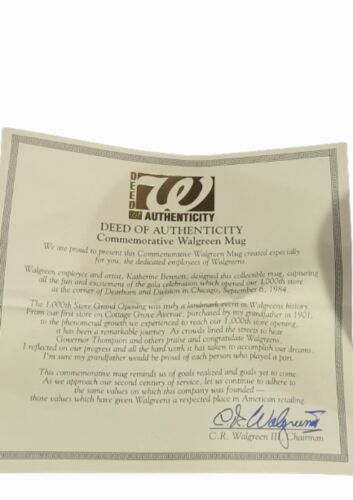 DEED
OF AUTHENTICITY
DEED OF AUTHENTICITY
Commemorative Walgreen Mug
We are proud to present this Commemorative Walgreen Mug created especially
for you, the dedicated employees of Walgreens.
Walgreen employee and artist, Katherine Bennett, designed this collectible mug, capturing
all the fun and excitement of the gala celebration which opened our 1,000th store
at the corner of Dearborn and Division in Chicago, September 6, 1984.
The 1,000th Store Grand Opening was truly a landmark event in Walgreens history.
From our first store on Cottage Grove Avenue, purchased by my grandfather in 1901,
to the phenomenal growth we experienced to reach our 1,000th store opening,
it has been a remarkable journey. As crowds lined the streets to hear
Governor Thompson and others praise and congratulate Walgreens,
I reflected on our progress and all the hard work it has taken to accomplish our dreams.
I'm sure my grandfather would be proud of each person who played a part.
This commemorative mug reminds us of goals realized and goals yet to come.
As we approach our second century of service, let us continue to adhere
to the same values on which this company was founded —
those values which have given Walgreens a respected place in American retailing.
C.R. Walgreen III
C.R. Walgreen III, Chairman